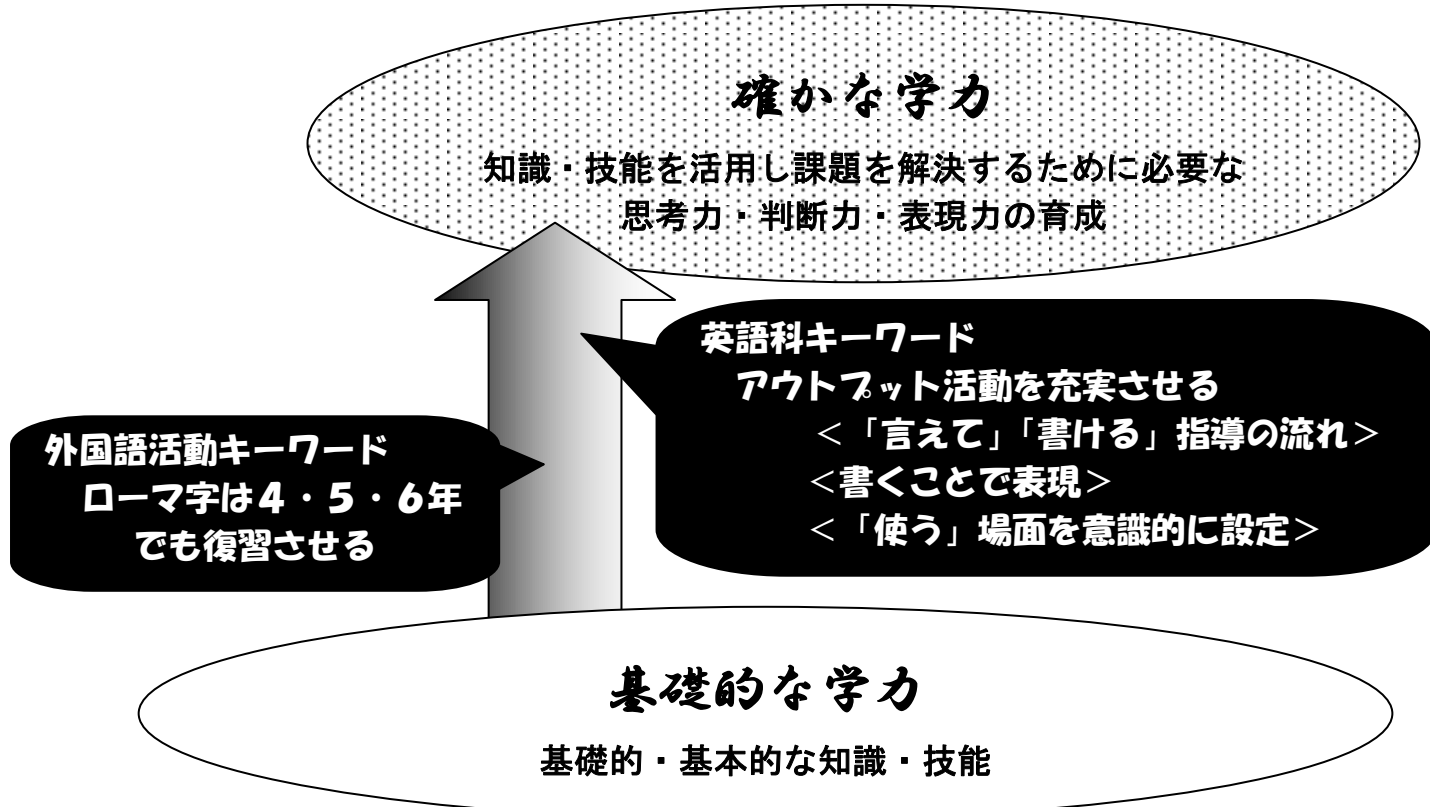 確かな学力
知識・技能を活用し課題を解決するために必要な
思考力・判断力・表現力の育成
英語科キーワード
アウトプット活動を充実させる
＜「言えて」「書ける」指導の流れ＞
＜書くことで表現＞
＜「使う」場面を意識的に設定＞
外国語活動キーワード
ローマ字は４・５・６年
でも復習させる
基礎的な学力
基礎的・基本的な知識・技能